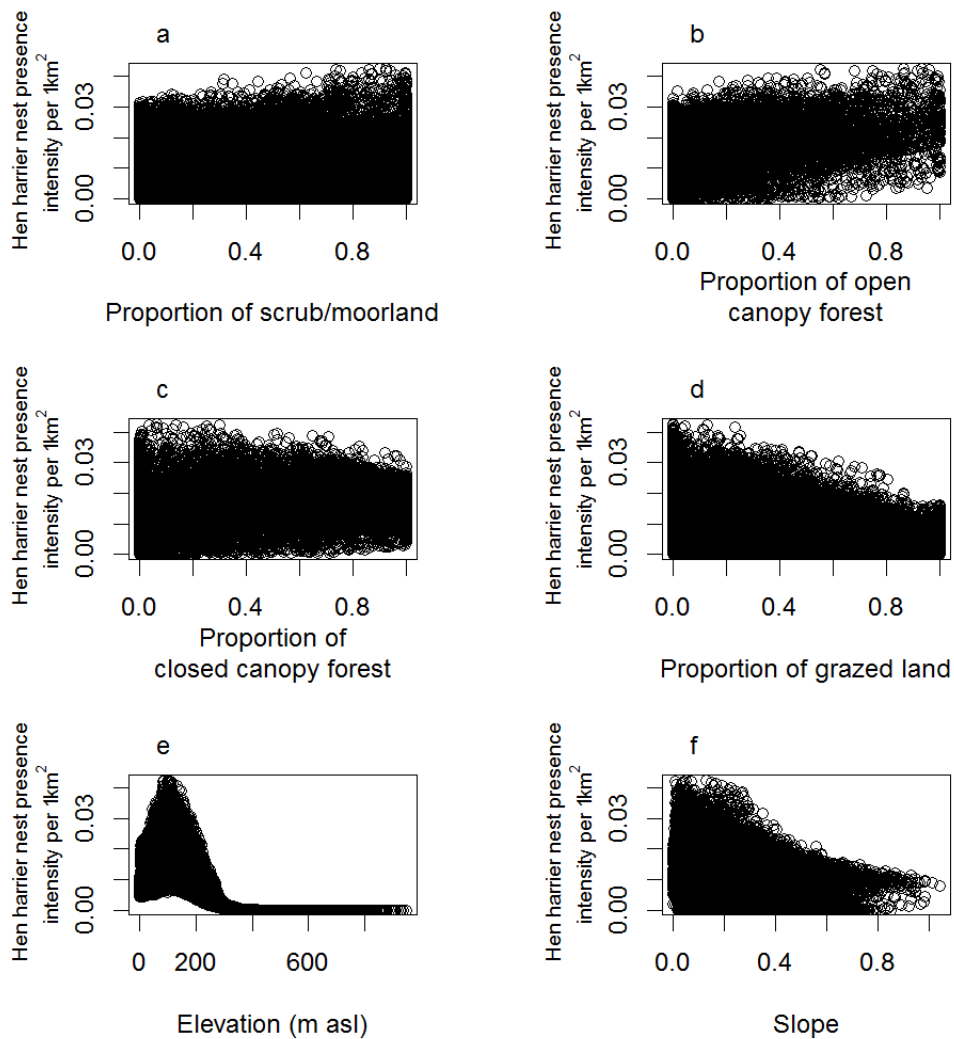 a
Hen harrier nest presence
intensity per 1km²
0.00 0.03
0.0 0.4 0.8
Proportion of scrub/moorland
b
Hen harrier nest presence
intensity per 1km²
0.00 0.03
0.0 0.4 0.8
Proportion of open
canopy forest
c
Hen harrier nest presence
intensity per 1km²
0.00 0.03
0.0 0.4 0.8
Proportion of
closed canopy forest
d
Hen harrier nest presence
intensity per 1km²
0.00 0.03
0.0 0.4 0.8
Proportion of grazed land
e
Hen harrier nest presence
intensity per 1km²
0.00 0.03
0 200 600
Elevation (m asl)
f
Hen harrier nest presence
intensity per 1km²
0.00 0.03
0.0 0.4 0.8
Slope